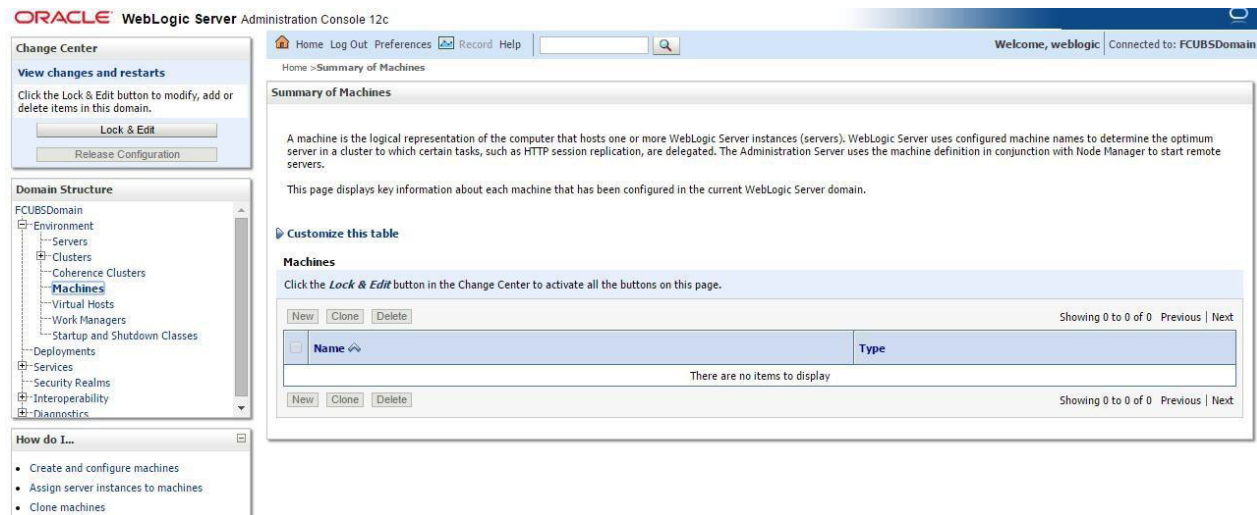 ORACLE WebLogic Server Administration Console 12c
Change Center
View changes and restarts
Click the Lock & Edit button to modify, add or
delete items in this domain.
Lock & Edit
Release Configuration
Domain Structure
FCUBSDomain
Environment
Servers
Clusters
Coherence Clusters
Machines
Virtual Hosts
Work Managers
Startup and Shutdown Classes
Deployments
Services
Security Realms
Interoperability
Diagnostics
How do I...
Create and configure machines
Assign server instances to machines
Clone machines
Home Log Out Preferences Record Help
Welcome, weblogic Connected to: FCUBSDomain
Home >Summary of Machines
Summary of Machines
A machine is the logical representation of the computer that hosts one or more WebLogic Server instances (servers). WebLogic Server uses configured machine names to determine the optimum
server in a cluster to which certain tasks, such as HTTP session replication, are delegated. The Administration Server uses the machine definition in conjunction with Node Manager to start remote
servers.
This page displays key information about each machine that has been configured in the current WebLogic Server domain.
Customize this table
Machines
Click the Lock & Edit button in the Change Center to activate all the buttons on this page.
New Clone Delete Showing 0 to 0 of 0 Previous | Next
Name Type
There are no items to display
New Clone Delete Showing 0 to 0 of 0 Previous | Next